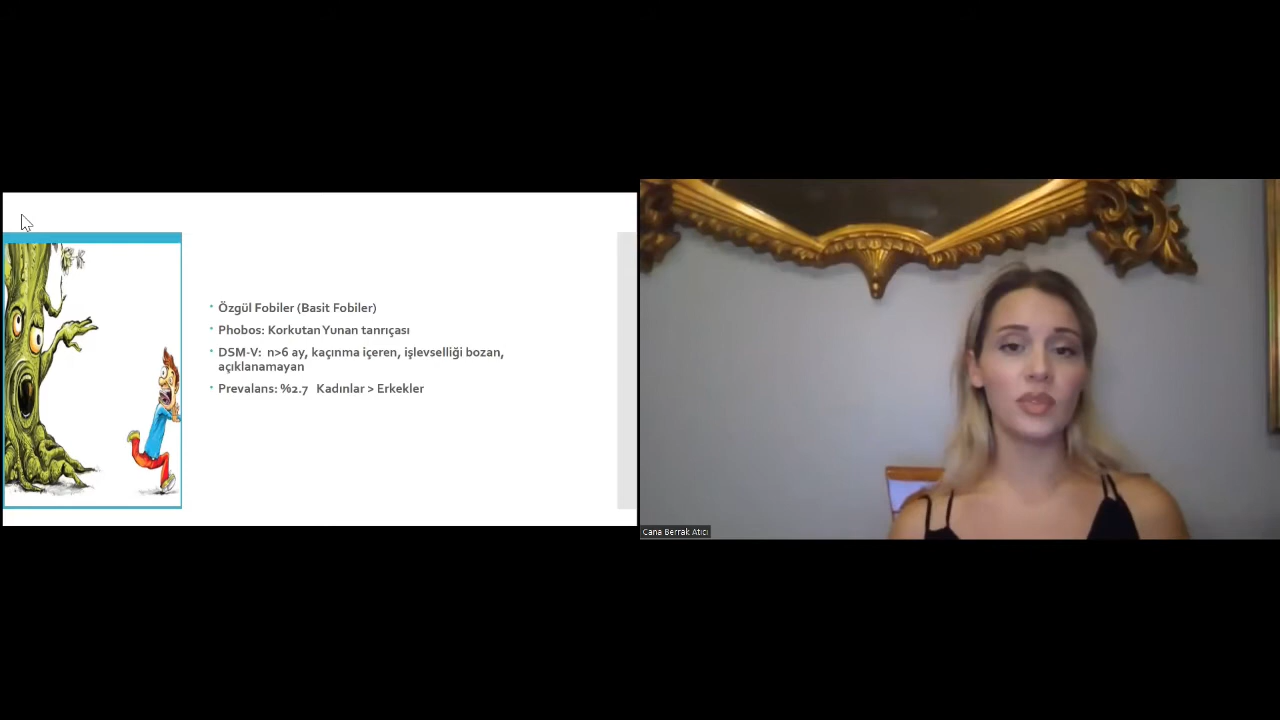 Özgül Fobiler (Basit Fobiler)
Phobos: Korkutan Yunan tanrıçası
DSM-V: n>6 ay, kaçınma içeren, işlevselliği bozan,
açıklanamayan
Prevalans: %2.7 Kadınlar > Erkekler
Cana Berrak Atıcı